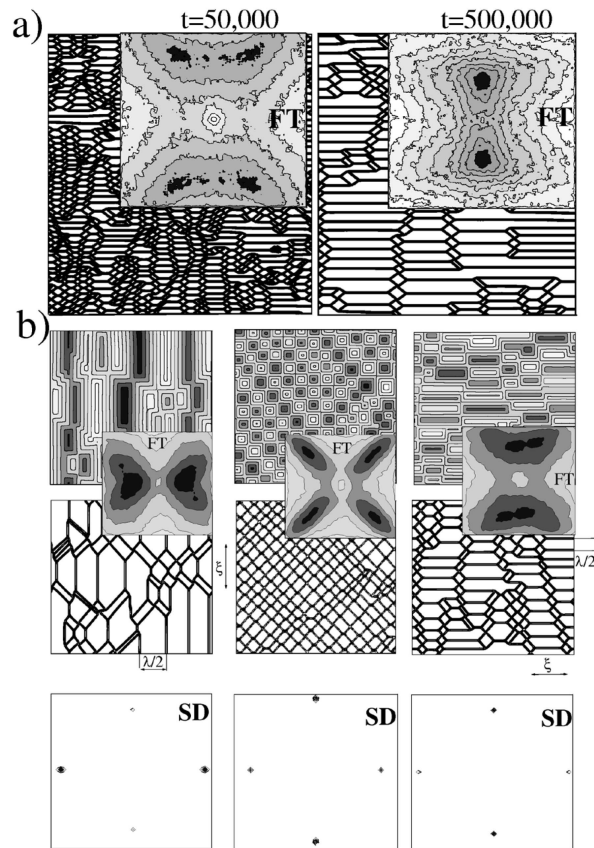 a)
t=50,000
t=500,000
FT
FT
b)
FT
FT
FT
λ/2
ξ
λ/2
ξ
SD
SD
SD